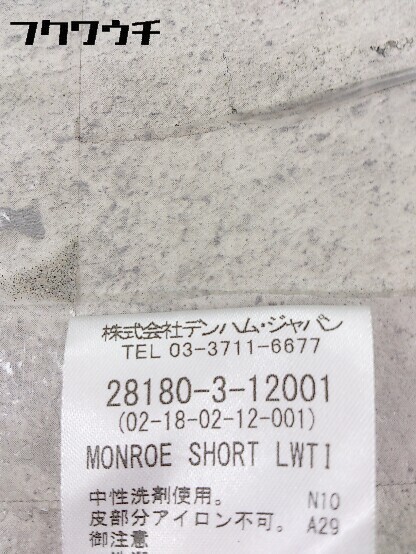 フクワウチ
株式会社デンハム・ジャパン
TEL 03-3711-6677
28180-3-12001
(02-18-02-12-001)
MONROE SHORT LWTI
中性洗剤使用。 N10
皮部分アイロン不可。 A29
御注意